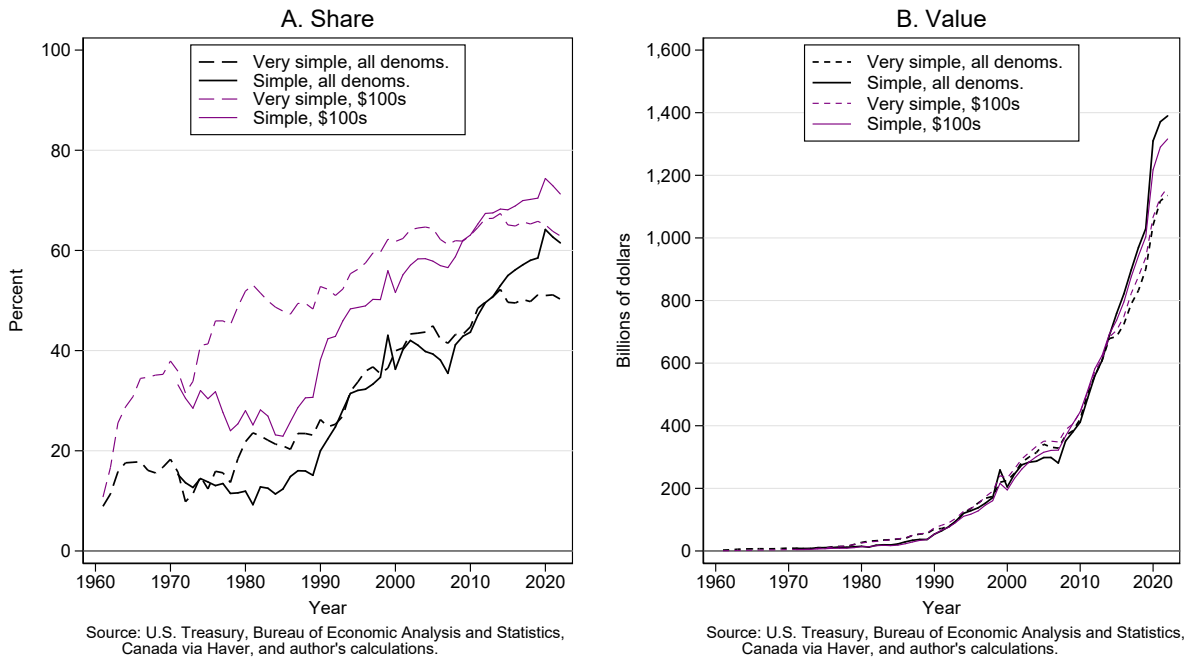 A. Share
100
80
60
40
20
0
Percent
Very simple, all denoms.
Simple, all denoms.
Very simple, $100s
Simple, $100s
1960 1970 1980 1990 2000 2010 2020
Year
Source: U.S. Treasury, Bureau of Economic Analysis and Statistics,
Canada via Haver, and author's calculations.
B. Value
1,600
1,400
1,200
1,000
800
600
400
200
0
Billions of dollars
Very simple, all denoms.
Simple, all denoms.
Very simple, $100s
Simple, $100s
1960 1970 1980 1990 2000 2010 2020
Year
Source: U.S. Treasury, Bureau of Economic Analysis and Statistics,
Canada via Haver, and author's calculations.